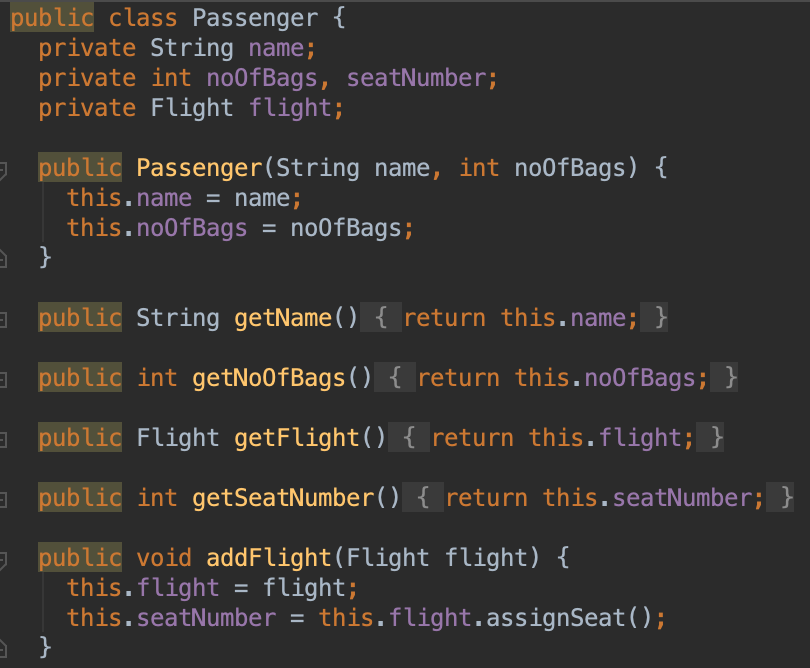 public class Passenger {
private String name;
private int noOfBags, seatNumber;
private Flight flight;
public Passenger(String name, int noOfBags) {
this.name = name;
this.noOfBags = noOfBags;
}
public String getName() { return this.name; }
public int getNoOfBags() { return this.noOfBags; }
public Flight getFlight() { return this.flight; }
public int getSeatNumber() { return this.seatNumber; }
public void addFlight(Flight flight) {
this.flight = flight;
this.seatNumber = this.flight.assignSeat();
}